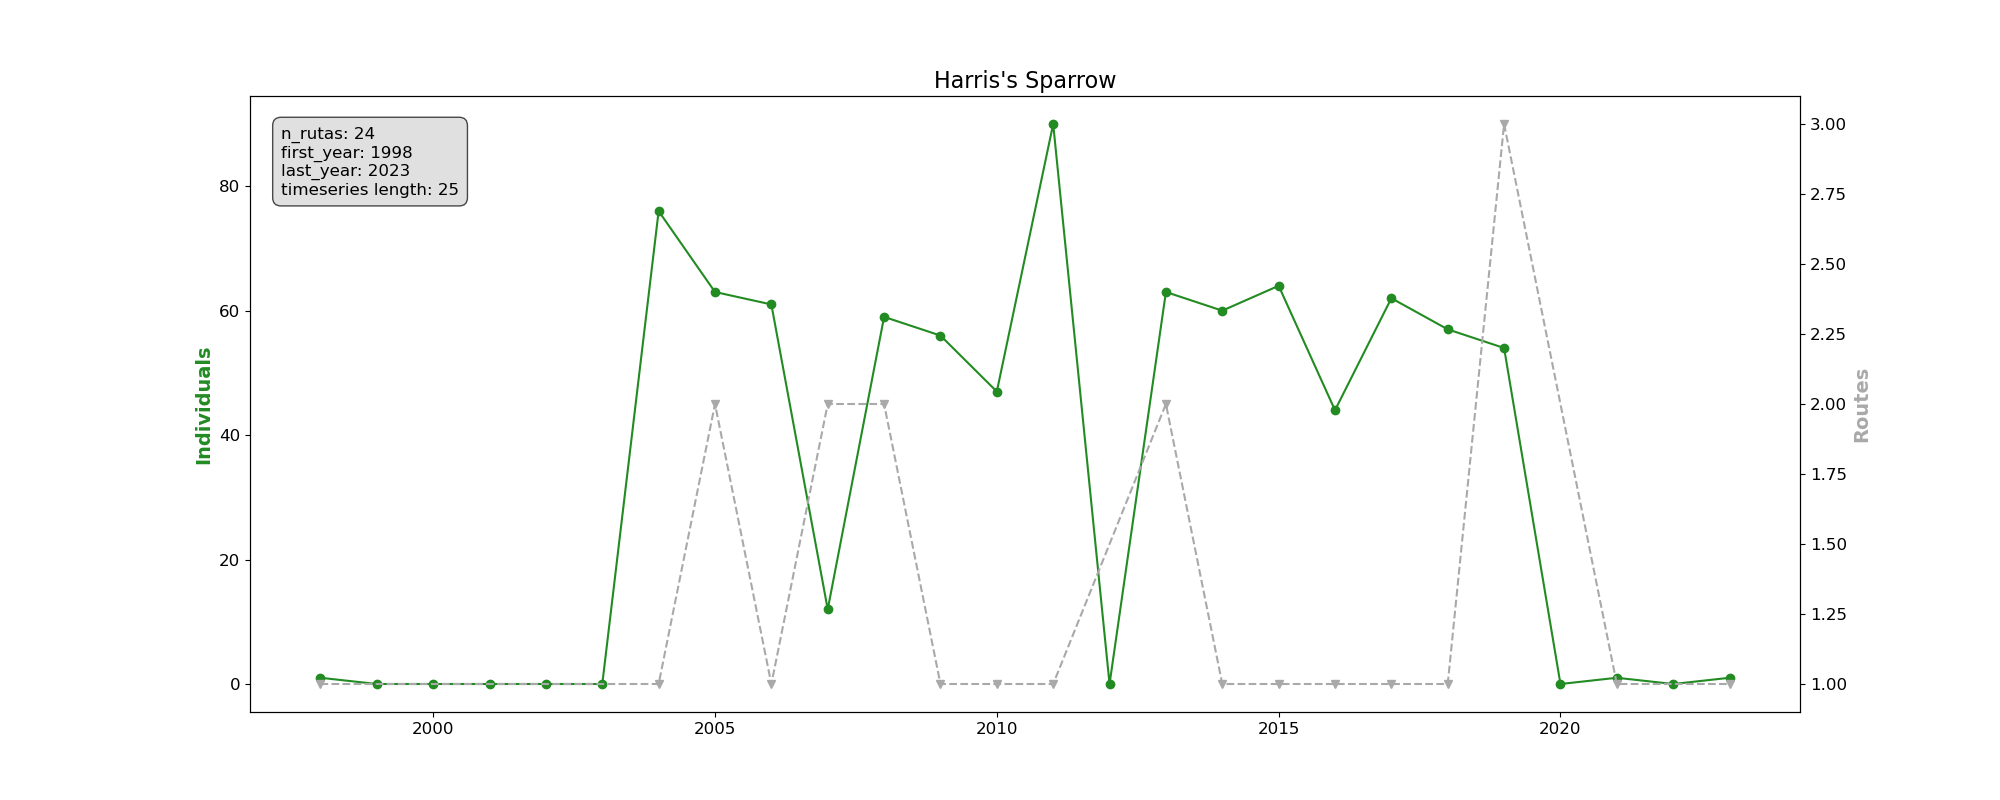 Harris's Sparrow
n_rutas: 24
first_year: 1998
last_year: 2023
timeseries length: 25
Individuals
80
60
40
20
0
3.00
2.75
2.50
2.25
2.00
1.75
1.50
1.25
1.00
Routes
2000 2005 2010 2015 2020